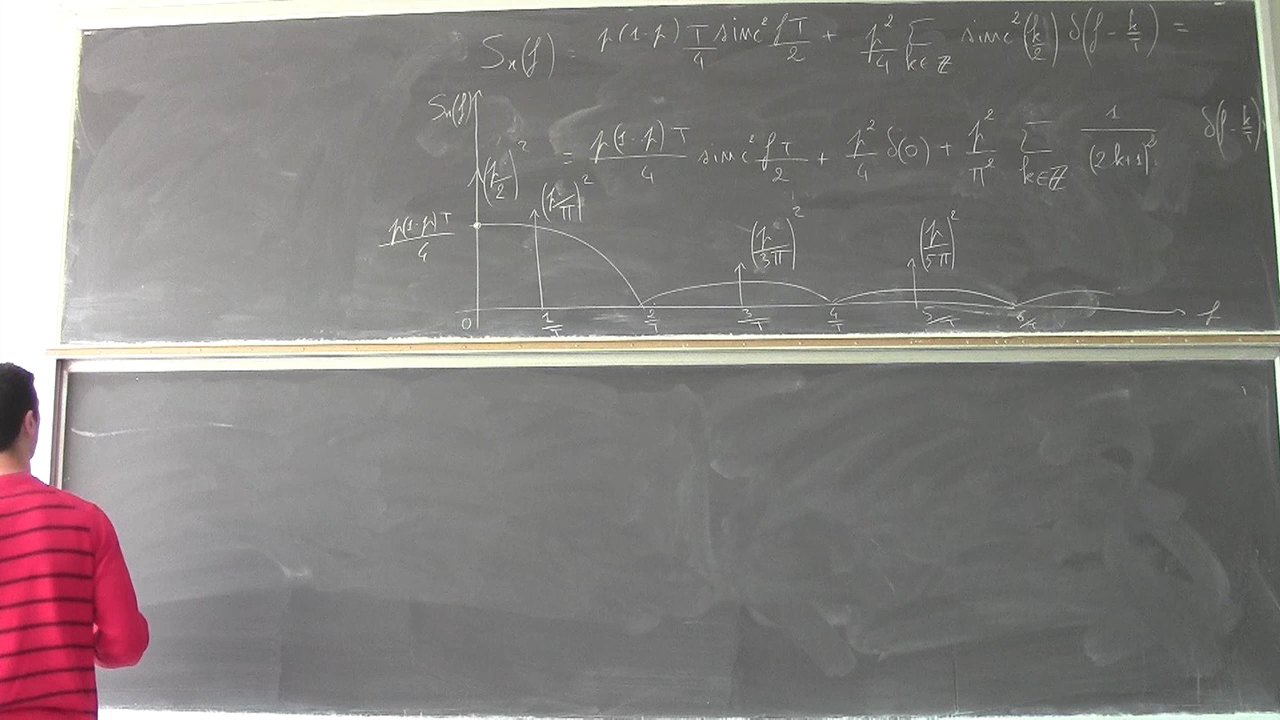 Sₓ(f) = p(1-p) T/4 sinc² fT/2 + p²/4 ∑_{k∈ℤ} sinc²(k/2) δ(f - k/T) =
Sₓ(f)
= p(1-p)T/4 sinc² fT/2 + p²/4 δ(0) + p²/π² ∑_{k∈ℤ} 1/(2k+1)² · δ(f - k/T)
(p/2)²
(p/π)²
p(1-p)T/4
(p/3π)²
(p/5π)²
0 1/T 2/T 3/T 4/T 5/T 6/T f